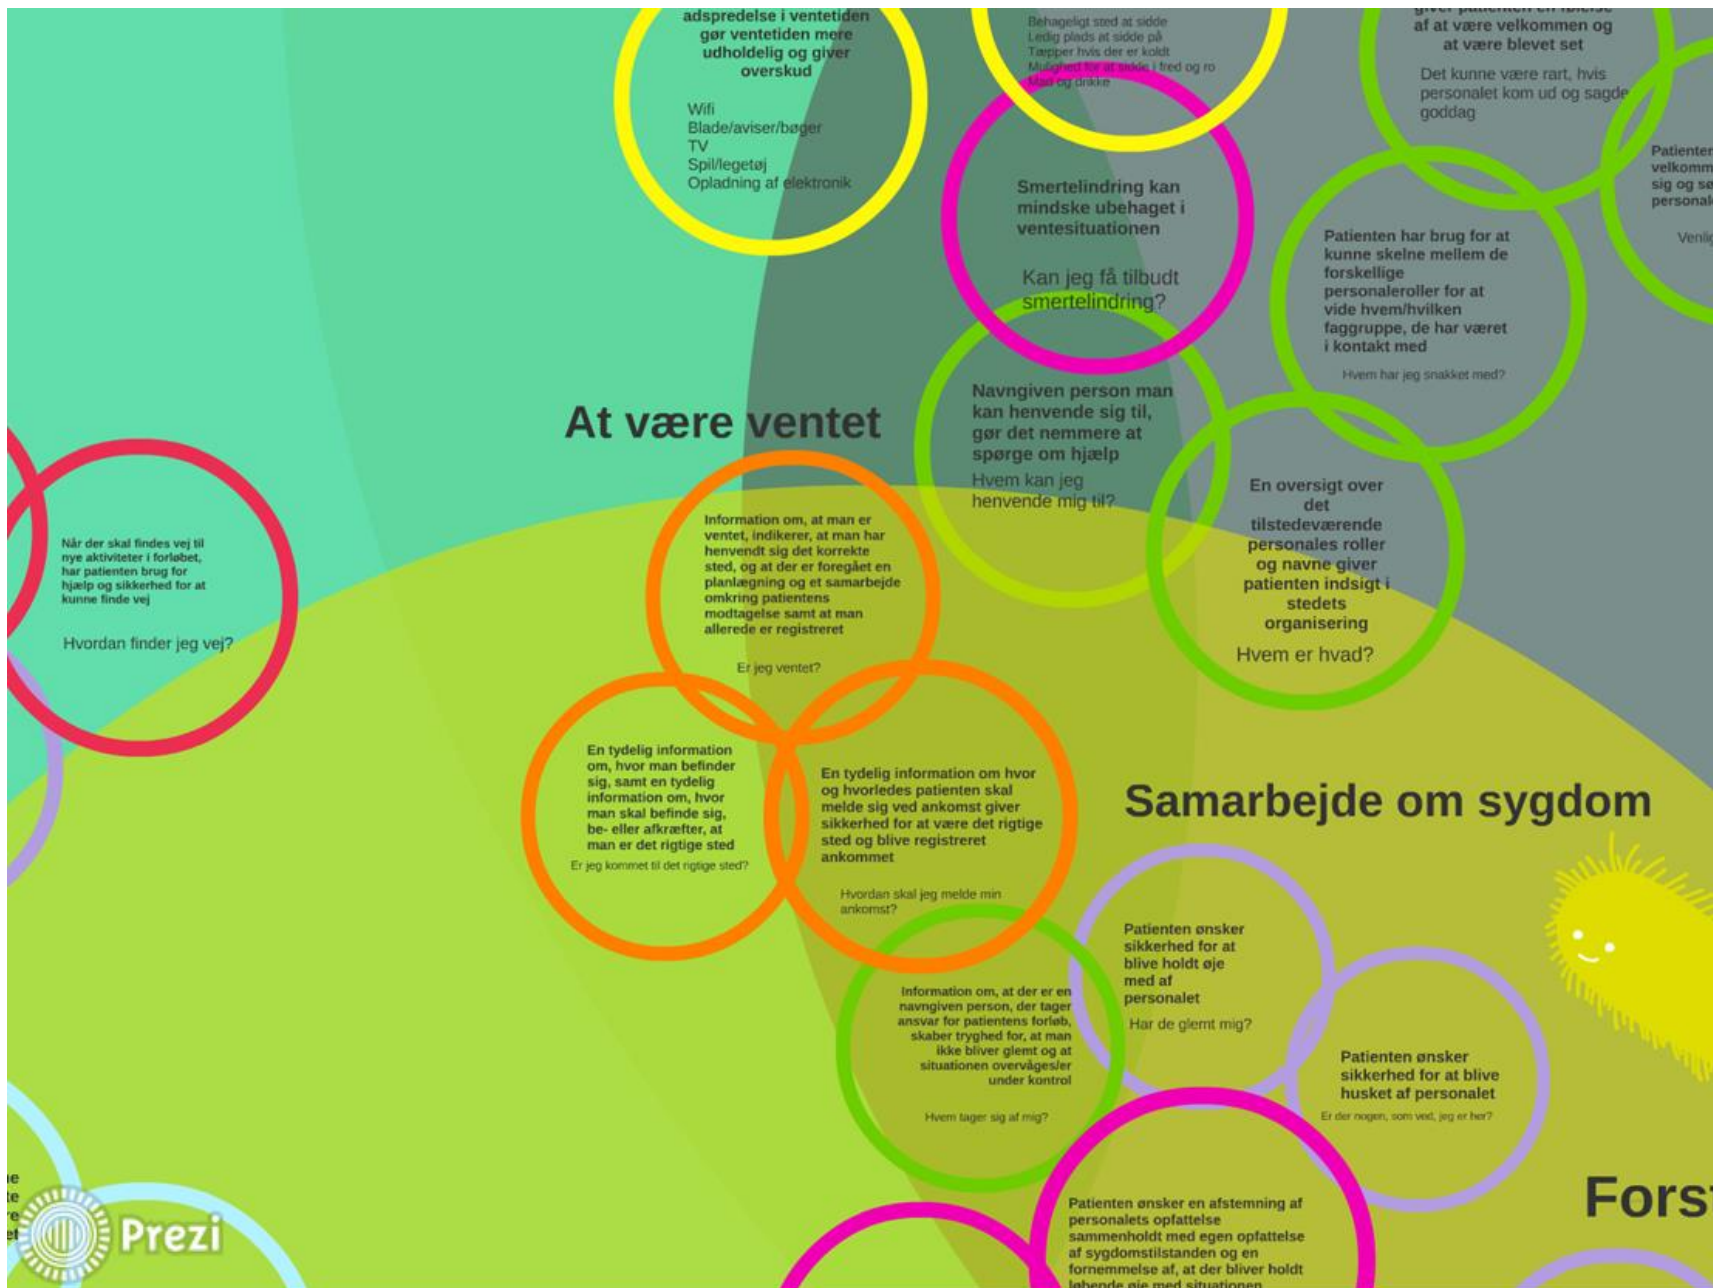 adspredelse i ventetiden
gør ventetiden mere
udholdelig og giver
overskud
Wifi
Blade/aviser/bøger
TV
Spil/legetøj
Opladning af elektronik
Behageligt sted at sidde
Ledig plads at sidde på
Tæpper hvis der er koldt
Mulighed for at sidde i fred og ro
Mad og drikke
af at være velkommen og
at være blevet set
Det kunne være rart, hvis
personalet kom ud og sagde
goddag
Smertelindring kan
mindske ubehaget i
ventesituationen
Kan jeg få tilbudt
smertelindring?
Patienten har brug for at
kunne skelne mellem de
forskellige
personaleroller for at
vide hvem/hvilken
faggruppe, de har været
i kontakt med
Hvem har jeg snakket med?
Patienten
sig og
At være ventet
Navngiven person man
kan henvende sig til,
gør det nemmere at
spørge om hjælp
Hvem kan jeg
henvende mig til?
En oversigt over
det
tilstedeværende
personales roller
og navne giver
patienten indsigt i
stedets
organisering
Hvem er hvad?
Når der skal findes vej til
nye aktiviteter i forløbet,
har patienten brug for
hjælp og sikkerhed for at
kunne finde vej
Hvordan finder jeg vej?
Information om, at man er
ventet, indikerer, at man har
henvendt sig det korrekte
sted, og at der er foregået en
planlægning og et samarbejde
omkring patientens
modtagelse samt at man
allerede er registreret
Er jeg ventet?
En tydelig information
om, hvor man befinder
sig, samt en tydelig
information om, hvor
man skal befinde sig,
be- eller afkræfter, at
man er det rigtige sted
Er jeg kommet til det rigtige sted?
En tydelig information om hvor
og hvorledes patienten skal
melde sig ved ankomst giver
sikkerhed for at være det rigtige
sted og blive registreret
ankommet
Hvordan skal jeg melde min
ankomst?
Samarbejde om sygdom
Information om, at der er en
navngiven person, der tager
ansvar for patientens forløb,
skaber tryghed for, at man
ikke bliver glemt og at
situationen overvåges/er
under kontrol
Hvem tager sig af mig?
Patienten ønsker
sikkerhed for at
blive holdt øje
med af
personalet
Har de glemt mig?
Patienten ønsker
sikkerhed for at blive
husket af personalet
Er der nogen, som ved, jeg er her?
Patienten ønsker en afstemning af
personalets opfattelse
sammenholdt med egen opfattelse
af sygdomstilstanden og en
fornemmelse af, at der bliver holdt
løbende øje med situationen
Fors
Prezi